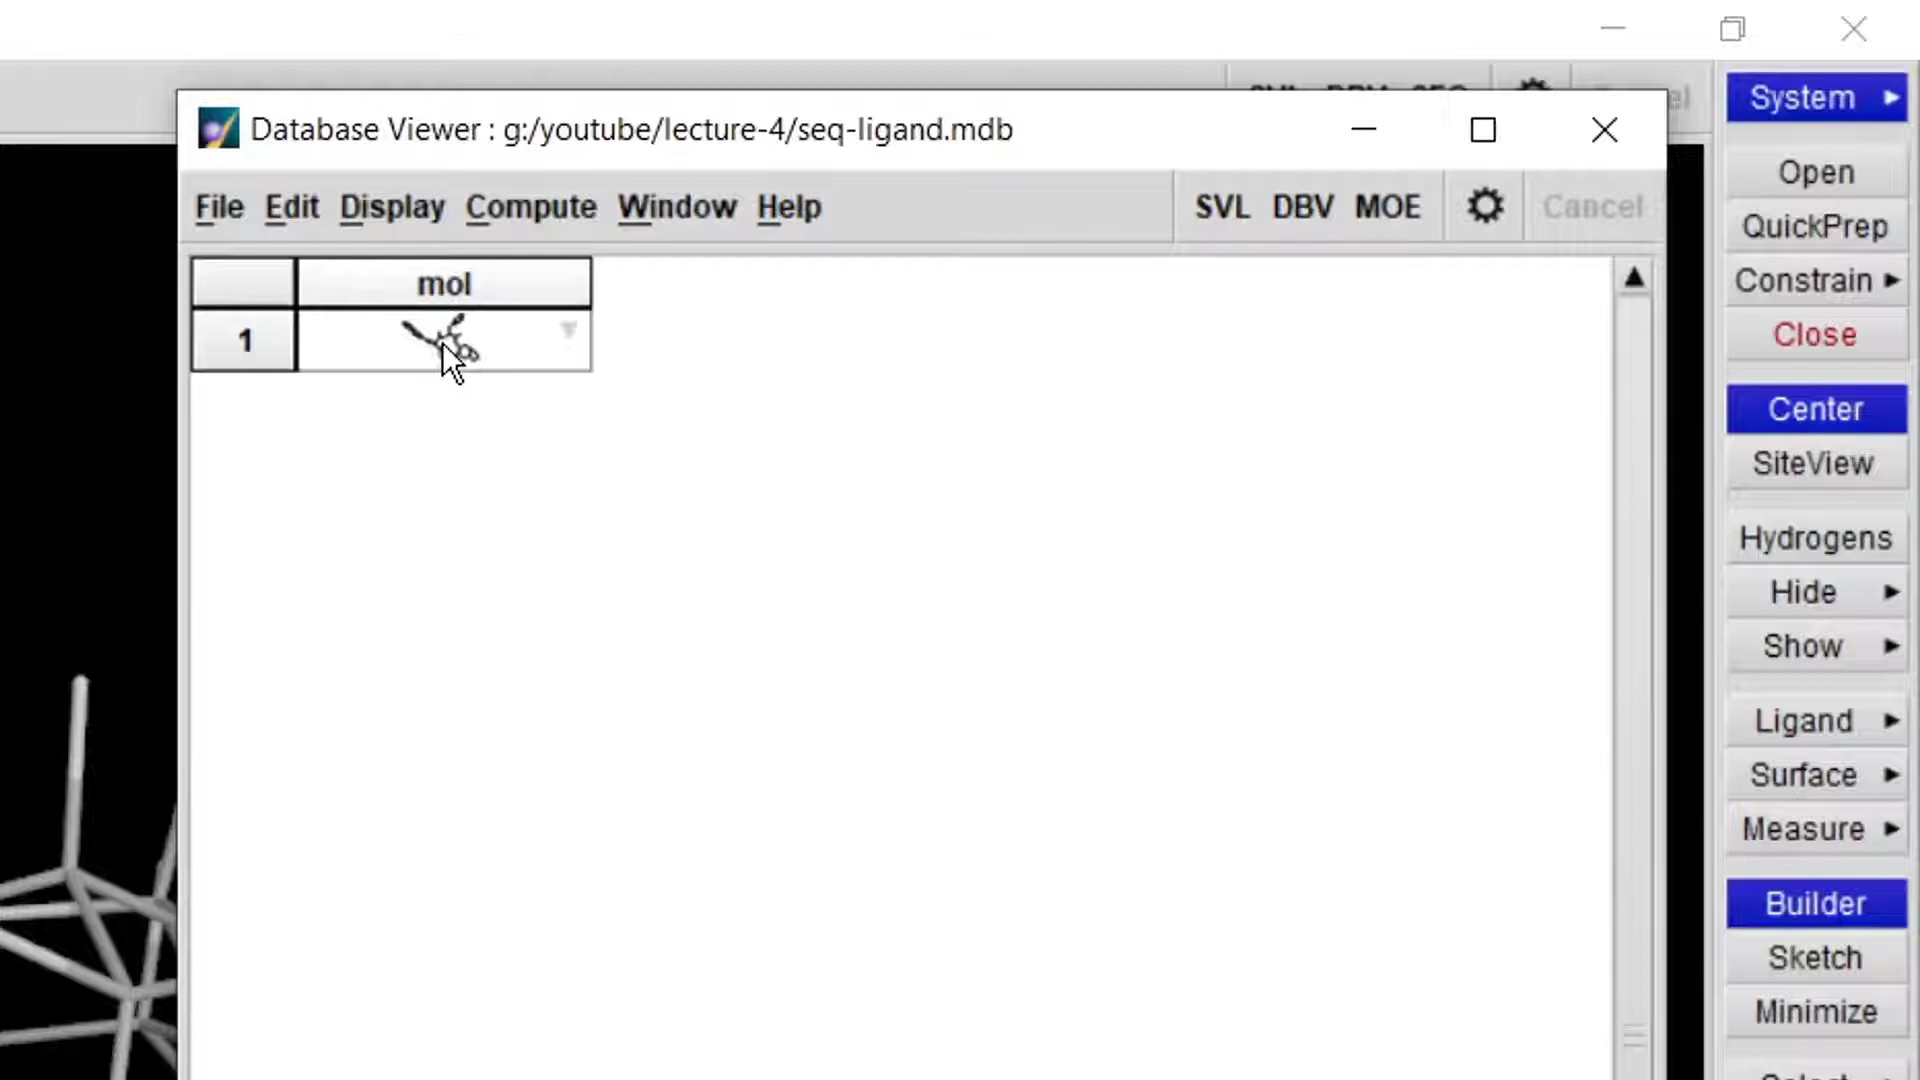 System
Database Viewer : g:/youtube/lecture-4/seq-ligand.mdb
Open
File Edit Display Compute Window Help SVL DBV MOE Cancel
QuickPrep
mol
Constrain
1
Close
Center
SiteView
Hydrogens
Hide
Show
Ligand
Surface
Measure
Builder
Sketch
Minimize